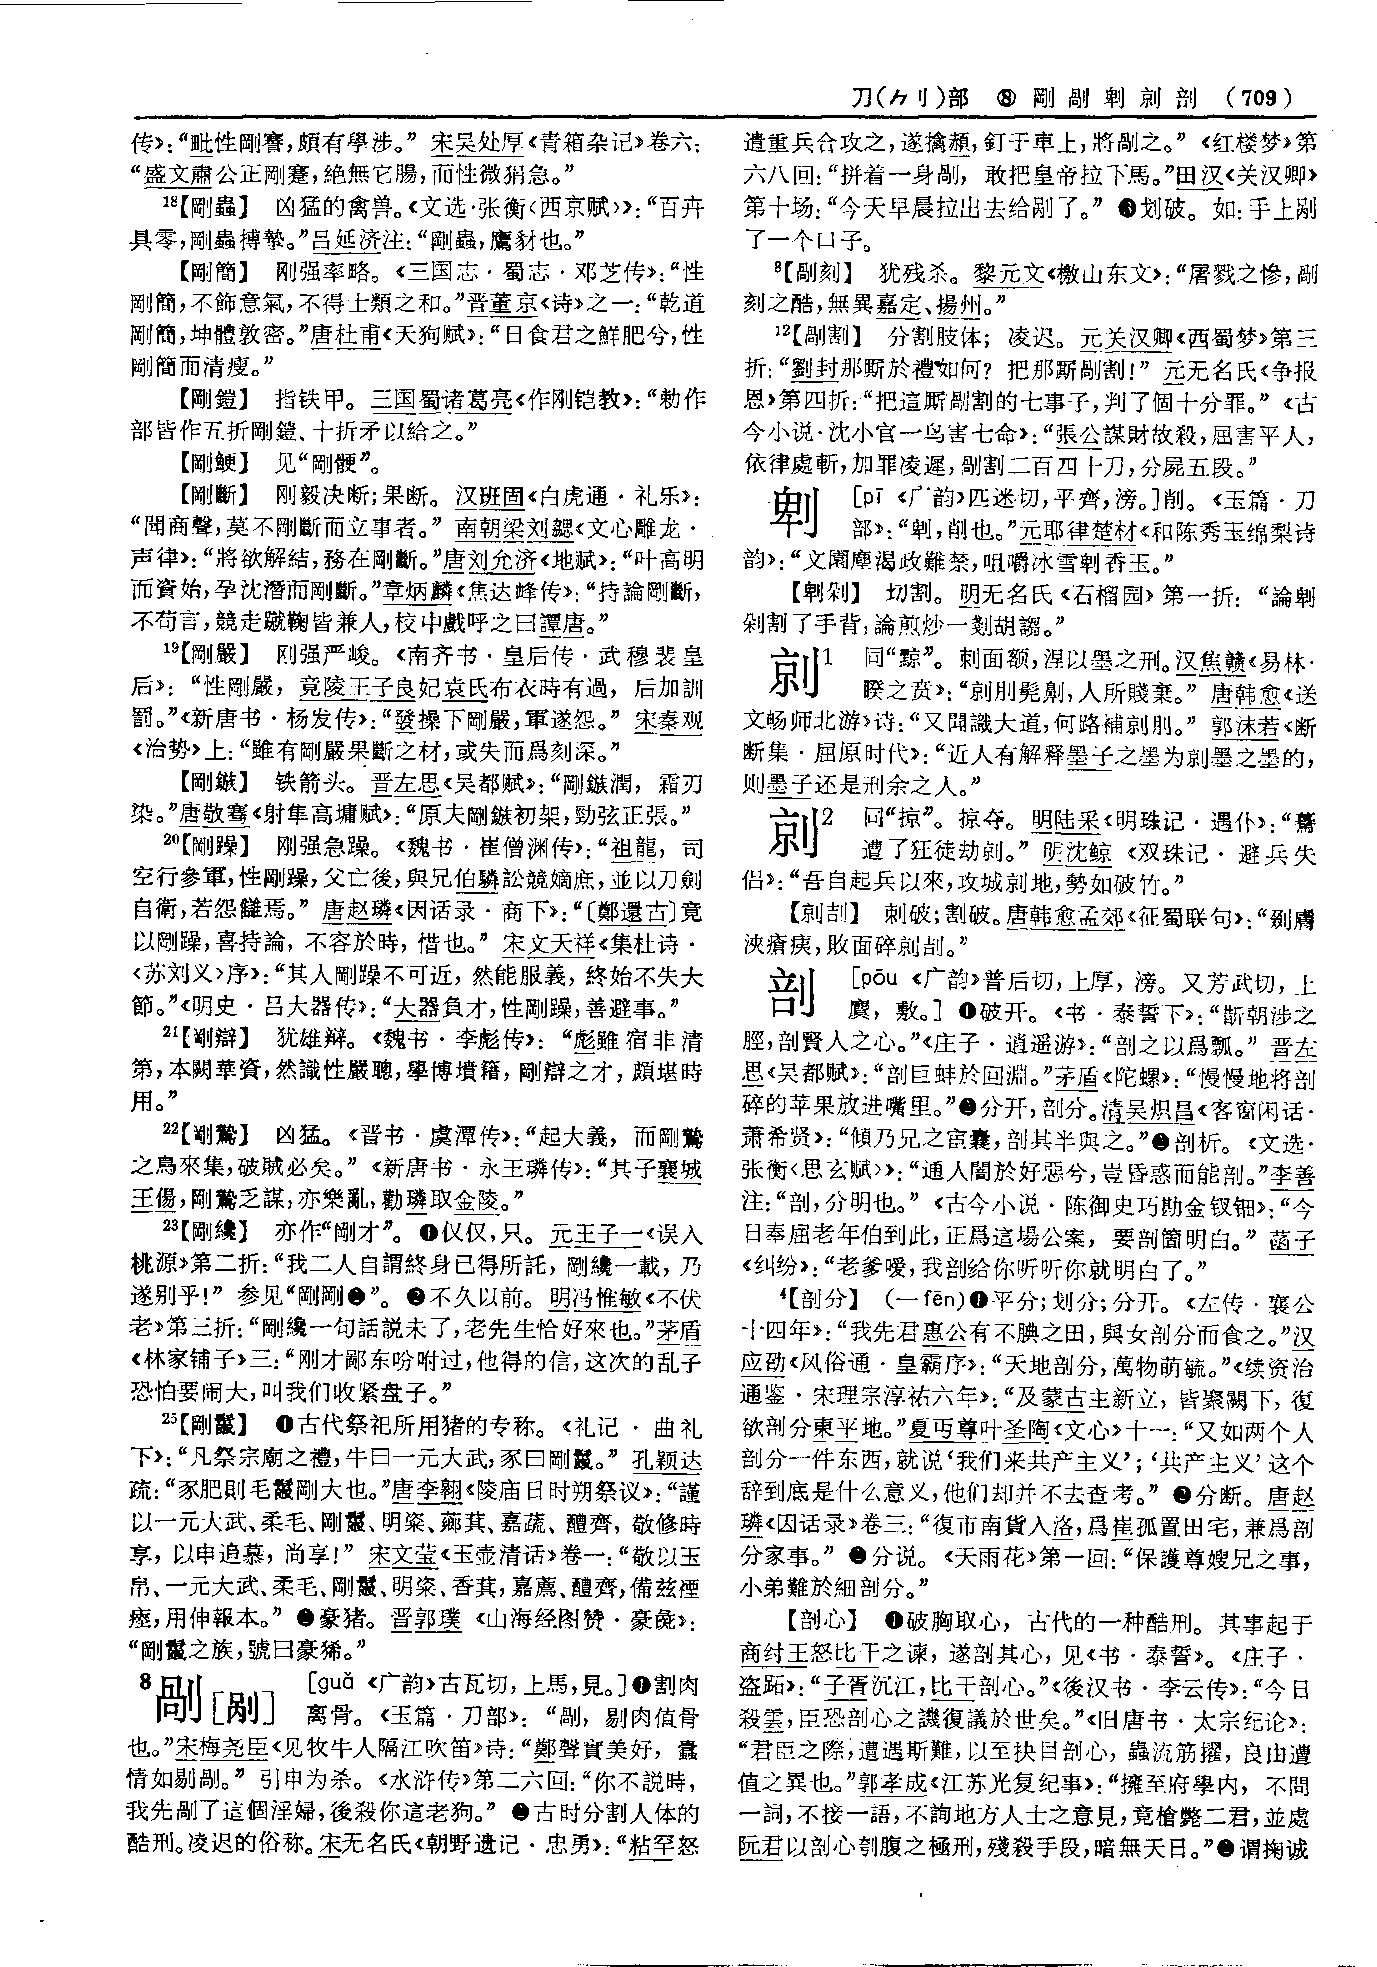 刀(⺈刂)部 ⑧ 剛剮㓟剠剖 (709)
传》：“毗性剛謇，頗有學涉。” 宋吴处厚《青箱杂记》卷六：
“盛文肅公正剛蹇，絶無它腸，而性微狷急。”
18【剛蟲】 凶猛的禽兽。《文选·张衡〈西京赋〉》：“百卉
具零，剛蟲搏摯。”吕延济注：“剛蟲，鷹豺也。”
【剛簡】 刚强率略。《三国志·蜀志·邓芝传》：“性
剛簡，不飾意氣，不得士類之和。”晋董京《诗》之一：“乾道
剛簡，坤體敦密。”唐杜甫《天狗赋》：“日食君之鮮肥兮，性
剛簡而清瘦。”
【剛鎧】 指铁甲。三国蜀诸葛亮《作刚铠教》：“勑作
部皆作五折剛鎧、十折矛以給之。”
【剛鯁】 见“剛骾”。
【剛斷】 刚毅决断；果断。汉班固《白虎通·礼乐》：
“聞商聲，莫不剛斷而立事者。” 南朝梁刘勰《文心雕龙·
声律》：“將欲解結，務在剛斷。”唐刘允济《地赋》：“叶高明
而資始，孕沈潛而剛斷。”章炳麟《焦达峰传》：“持論剛斷，
不苟言，競走蹴鞠皆兼人，校中戲呼之曰譚唐。”
19【剛嚴】 刚强严峻。《南齐书·皇后传·武穆裴皇
后》：“性剛嚴，竟陵王子良妃袁氏布衣時有過，后加訓
罰。”《新唐书·杨发传》：“發操下剛嚴，軍遂怨。” 宋秦观
《治势》上：“雖有剛嚴果斷之材，或失而爲刻深。”
【剛鏃】 铁箭头。晋左思《吴都赋》：“剛鏃潤，霜刃
染。”唐敬骞《射隼高墉赋》：“原夫剛鏃初架，勁弦正張。”
20【剛躁】 刚强急躁。《魏书·崔僧渊传》：“祖龍，司
空行參軍，性剛躁，父亡後，與兄伯驎訟競嫡庶，並以刀劍
自衛，若怨讎焉。” 唐赵璘《因话录·商下》：“〔鄭還古〕竟
以剛躁，喜持論，不容於時，惜也。” 宋文天祥《集杜诗·
〈苏刘义〉序》：“其人剛躁不可近，然能服義，終始不失大
節。”《明史·吕大器传》：“大器負才，性剛躁，善避事。”
21【剛辯】 犹雄辩。《魏书·李彪传》：“彪雖宿非清
第，本闕華資，然識性嚴聰，學博墳籍，剛辯之才，頗堪時
用。”
22【剛鷙】 凶猛。《晋书·虞潭传》：“起大義，而剛鷙
之鳥來集，破賊必矣。” 《新唐书·永王璘传》：“其子襄城
王偒，剛鷙乏謀，亦樂亂，勸璘取金陵。”
23【剛纔】 亦作“剛才”。❶仅仅，只。元王子一《误入
桃源》第二折：“我二人自謂終身已得所託，剛纔一載，乃
遂别乎！” 参见“剛剛❷”。❷不久以前。明冯惟敏《不伏
老》第三折：“剛纔一句話説未了，老先生恰好來也。”茅盾
《林家铺子》三：“刚才鄙东吩咐过，他得的信，这次的乱子
恐怕要闹大，叫我们收紧盘子。”
25【剛鬣】 ❶古代祭祀所用猪的专称。《礼记·曲礼
下》：“凡祭宗廟之禮，牛曰一元大武，豕曰剛鬣。” 孔颖达
疏：“豕肥則毛鬣剛大也。”唐李翱《陵庙日时朔祭议》：“謹
以一元大武、柔毛、剛鬣、明粢、薌萁、嘉蔬、醴齊，敬修時
享，以申追慕，尚享！” 宋文莹《玉壶清话》卷一：“敬以玉
帛、一元大武、柔毛、剛鬣、明粢、香萁，嘉薦、醴齊，備兹禋
瘞，用伸報本。” ❷豪猪。晋郭璞《山海经图赞·豪彘》：
“剛鬣之族，號曰豪狶。”
8剮[剐] [guǎ 《广韵》古瓦切，上馬，見。]❶割肉
离骨。《玉篇·刀部》：“剮，剔肉值骨
也。”宋梅尧臣《见牧牛人隔江吹笛》诗：“鄭聲實美好，蠹
情如剔剮。” 引申为杀。《水浒传》第二六回：“你不説時，
我先剮了這個淫婦，後殺你這老狗。” ❷古时分割人体的
酷刑。凌迟的俗称。宋无名氏《朝野遗记·忠勇》：“粘罕怒
遣重兵合攻之，遂擒頳，釘于車上，將剮之。” 《红楼梦》第
六八回：“拼着一身剮，敢把皇帝拉下馬。”田汉《关汉卿》
第十场：“今天早晨拉出去给剐了。” ❸划破。如：手上剐
了一个口子。
8【剮刻】 犹残杀。黎元文《檄山东文》：“屠戮之慘，剮
刻之酷，無異嘉定、揚州。”
12【剮割】 分割肢体；凌迟。元关汉卿《西蜀梦》第三
折：“劉封那厮於禮如何？把那厮剮割！” 元无名氏《争报
恩》第四折：“把這厮剮割的七事子，判了個十分罪。” 《古
今小说·沈小官一鸟害七命》：“張公謀財故殺，屈害平人，
依律處斬，加罪凌遲，剮割二百四十刀，分屍五段。”
㓟 [pī 《广韵》匹迷切，平齊，滂。]削。《玉篇·刀
部》：“㓟，削也。”元耶律楚材《和陈秀玉绵梨诗
韵》：“文園塵渴政難禁，咀嚼冰雪㓟香玉。”
【㓟剁】 切割。明无名氏《石榴园》第一折：“論㓟
剁割了手背，論煎炒一剗胡謅。”
剠1 同“黥”。刺面额，涅以墨之刑。汉焦赣《易林·
睽之贲》：“剠刖髡劓，人所賤棄。” 唐韩愈《送
文畅师北游》诗：“又聞識大道，何路補剠刖。” 郭沫若《断
断集·屈原时代》：“近人有解释墨子之墨为剠墨之墨的，
则墨子还是刑余之人。”
剠2 同“掠”。掠夺。明陆采《明珠记·遇仆》：“驀
遭了狂徒劫剠。” 明沈鲸《双珠记·避兵失
侣》：“吾自起兵以來，攻城剠地，勢如破竹。”
【剠剖】 刺破；割破。唐韩愈孟郊《征蜀联句》：“剟膚
浹瘡痍，敗面碎剠剖。”
剖 [pōu 《广韵》普后切，上厚，滂。又芳武切，上
麌，敷。] ❶破开。《书·泰誓下》：“斮朝涉之
脛，剖賢人之心。”《庄子·逍遥游》：“剖之以爲瓢。” 晋左
思《吴都赋》：“剖巨蚌於回淵。”茅盾《陀螺》：“慢慢地将剖
碎的苹果放进嘴里。”❷分开，剖分。清吴炽昌《客窗闲话·
萧希贤》：“傾乃兄之宦囊，剖其半與之。”❸剖析。《文选·
张衡〈思玄赋〉》：“通人闇於好惡兮，豈昏惑而能剖。”李善
注：“剖，分明也。” 《古今小说·陈御史巧勘金钗钿》：“今
日奉屈老年伯到此，正爲這場公案，要剖箇明白。” 菡子
《纠纷》：“老爹嗳，我剖给你听听你就明白了。”
4【剖分】 (一fēn)❶平分；划分；分开。《左传·襄公
十四年》：“我先君惠公有不腆之田，與女剖分而食之。”汉
应劭《风俗通·皇霸序》：“天地剖分，萬物萌毓。”《续资治
通鉴·宋理宗淳祐六年》：“及蒙古主新立，皆聚闕下，復
欲剖分東平地。”夏丏尊叶圣陶《文心》十一：“又如两个人
剖分一件东西，就说‘我们来共产主义’；‘共产主义’这个
辞到底是什么意义，他们却并不去查考。” ❷分断。唐赵
璘《因话录》卷三：“復市南貨入洛，爲崔孤置田宅，兼爲剖
分家事。” ❸分说。《天雨花》第一回：“保護尊嫂兄之事，
小弟難於細剖分。”
【剖心】 ❶破胸取心，古代的一种酷刑。其事起于
商纣王怒比干之谏，遂剖其心，见《书·泰誓》。《庄子·
盗跖》：“子胥沉江，比干剖心。”《後汉书·李云传》：“今日
殺雲，臣恐剖心之譏復議於世矣。”《旧唐书·太宗纪论》：
“君臣之際，遭遇斯難，以至抉目剖心，蟲流筋擢，良由遭
值之異也。”郭孝成《江苏光复纪事》：“擁至府學内，不問
一詞，不接一語，不詢地方人士之意見，竟槍斃二君，並處
阮君以剖心刳腹之極刑，殘殺手段，暗無天日。”❷谓掬诚